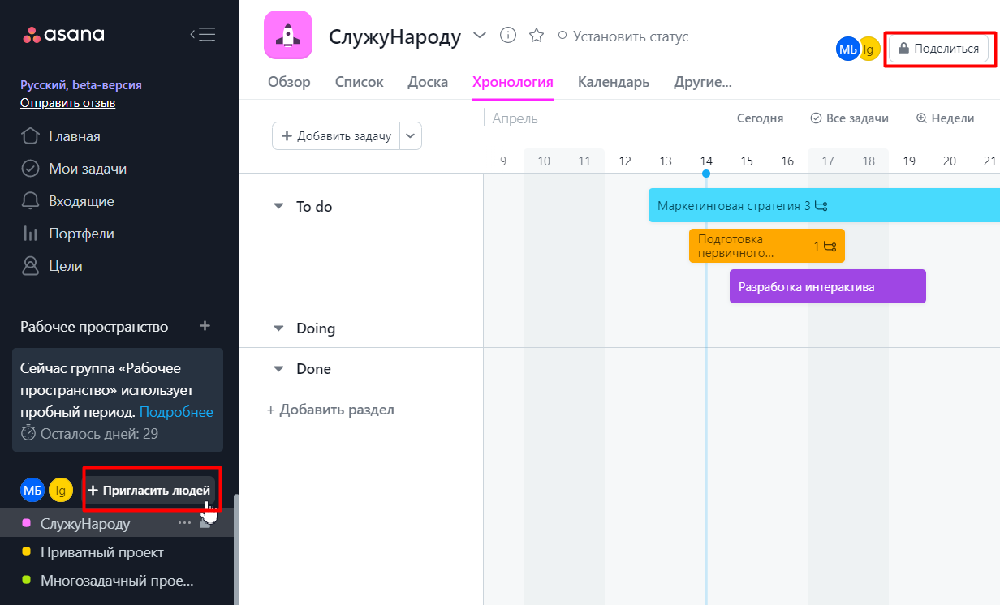 asana
Русский, beta-версия
Отправить отзыв
Главная
Мои задачи
Входящие
Портфели
Цели
Рабочее пространство
Сейчас группа «Рабочее
пространство» использует
пробный период. Подробнее
Осталось дней: 29
МБ Ig + Пригласить людей
СлужуНароду
Приватный проект
Многозадачный прое...
СлужуНароду Установить статус
МБ Ig Поделиться
Обзор Список Доска Хронология Календарь Другие...
+ Добавить задачу
Апрель Сегодня Все задачи Недели
9 10 11 12 13 14 15 16 17 18 19 20 21
To do
Маркетинговая стратегия 3
Подготовка
первичного... 1
Разработка интерактива
Doing
Done
+ Добавить раздел